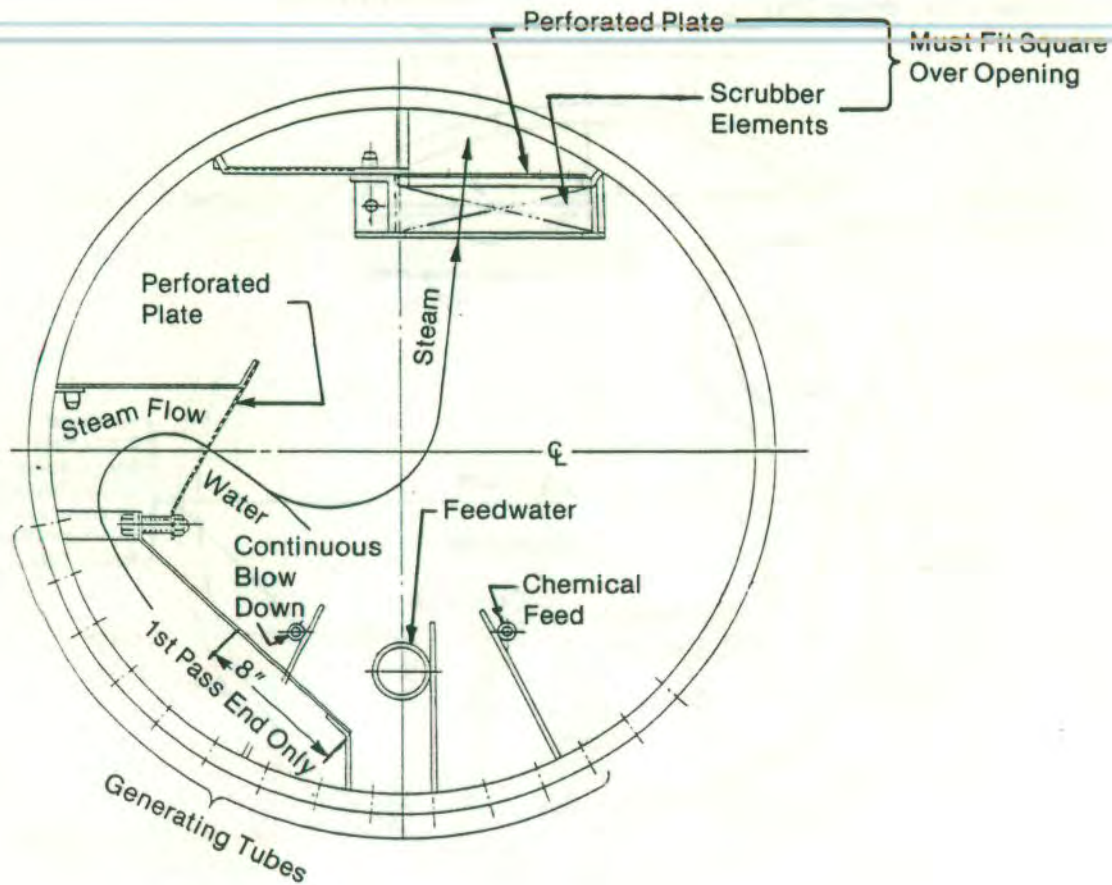 Perforated Plate
Must Fit Square
Over Opening
Scrubber
Elements
Perforated
Plate
Steam
Steam Flow
℄
Water
Feedwater
Continuous
Blow
Down
Chemical
Feed
8"
1st Pass End Only
Generating Tubes